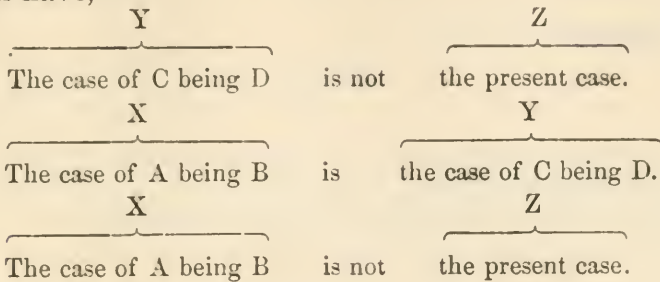 Y Z
The case of C being D is not the present case.
X Y
The case of A being B is the case of C being D.
X Z
The case of A being B is not the present case.